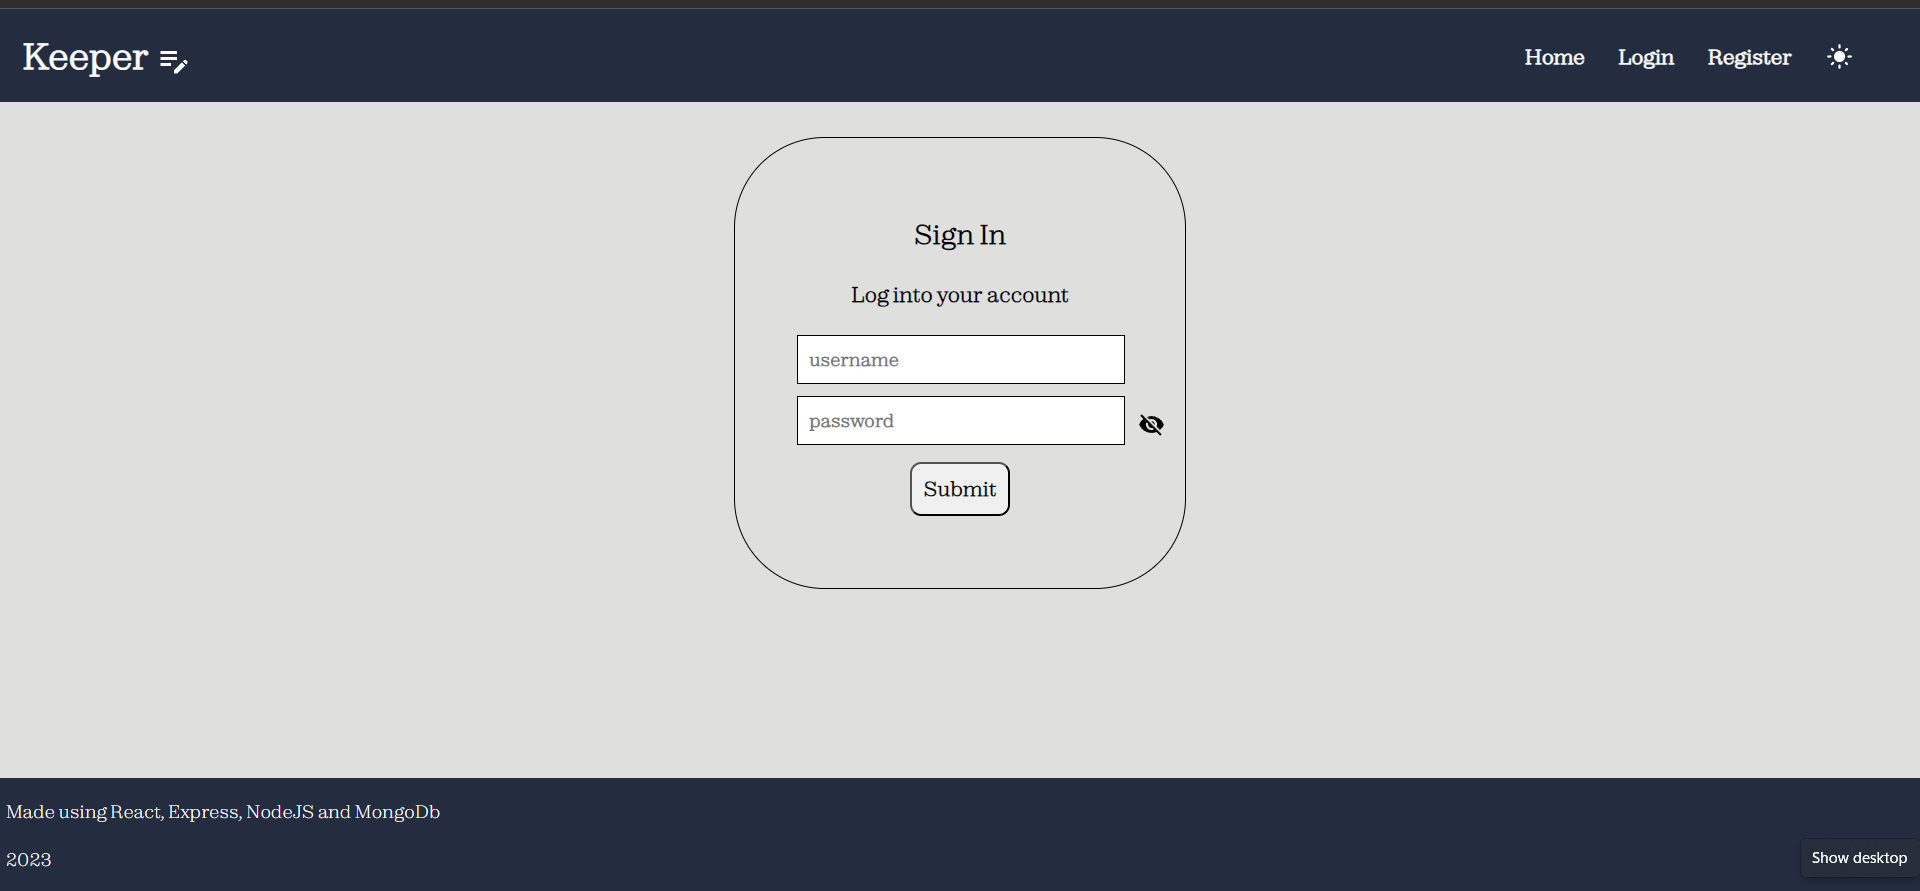 Keeper
Home Login Register
Sign In
Log into your account
username
password
Submit
Made using React, Express, NodeJS and MongoDb
2023
Show desktop